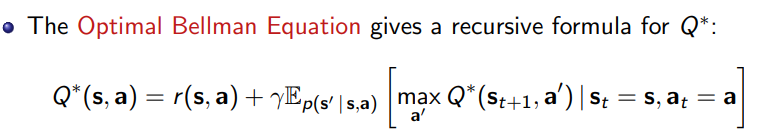 • The Optimal Bellman Equation gives a recursive formula for Q*:
Q*(s, a) = r(s, a) + γ𝔼_{p(s′ | s,a)} [max_{a′} Q*(s_{t+1}, a′) | s_t = s, a_t = a]